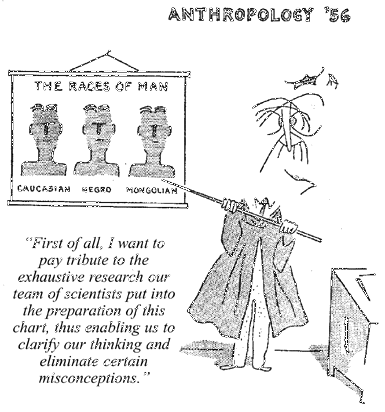 ANTHROPOLOGY '56
THE RACES OF MAN
CAUCASIAN NEGRO MONGOLIAN
"First of all, I want to
pay tribute to the
exhaustive research our
team of scientists put into
the preparation of this
chart, thus enabling us to
clarify our thinking and
eliminate certain
misconceptions."